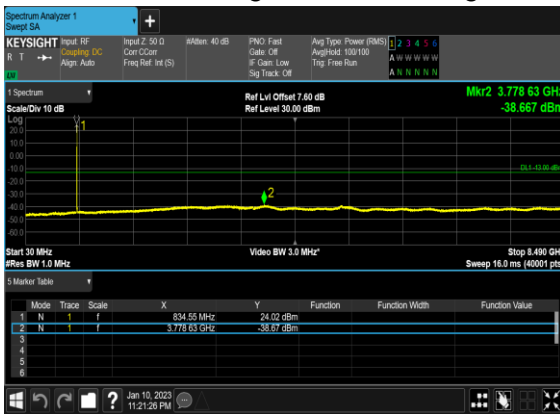 Spectrum Analyzer 1
Swept SA
KEYSIGHT Input: RF Input Z: 50 Ω #Atten: 40 dB PNO: Fast Avg Type: Power (RMS) 1 2 3 4 5 6
R T Coupling: DC Corr CCorr Gate: Off Avg|Hold: 100/100 A W W W W W
Align: Auto Freq Ref: Int (S) IF Gain: Low Trig: Free Run
LV Sig Track: Off A N N N N N
1 Spectrum Ref Lvl Offset 7.60 dB Mkr2 3.778 63 GHz
Scale/Div 10 dB Ref Level 30.00 dBm -38.667 dBm
Log
20.0 1
10.0
0.00
-10.0 DL1 -13.00 dBm
-20.0
-30.0 2
-40.0
-50.0
-60.0
Start 30 MHz Video BW 3.0 MHz* Stop 8.490 GH
#Res BW 1.0 MHz Sweep 16.0 ms (40001 pts
5 Marker Table
Mode Trace Scale X Y Function Function Width Function Value
1 N 1 f 834.55 MHz 24.02 dBm
2 N 1 f 3.778 63 GHz -38.67 dBm
3
4
5
6
? Jan 10, 2023
11:21:26 PM